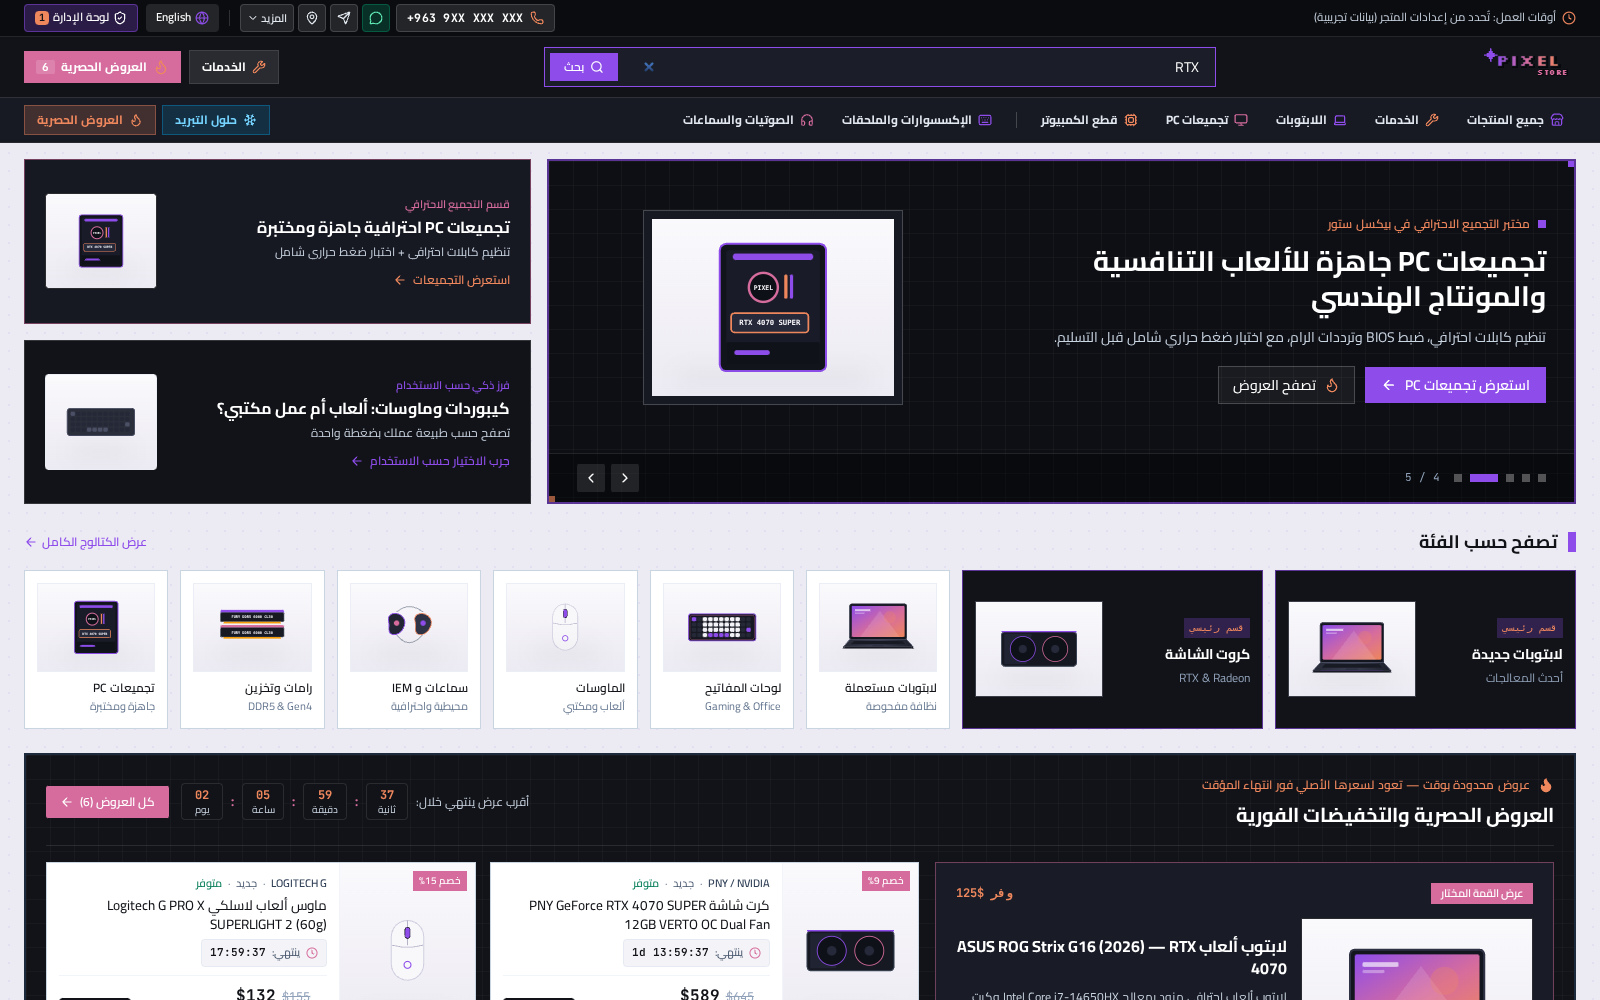 أوقات العمل: تُحدد من إعدادات المتجر (بيانات تجريبية)
+963 9XX XXX XXX
المزيد
English
لوحة الإدارة 1
PIXEL
STORE
RTX
بحث
الخدمات
العروض الحصرية 6
جميع المنتجات
الخدمات
اللابتوبات
تجميعات PC
قطع الكمبيوتر
الإكسسوارات والملحقات
الصوتيات والسماعات
حلول التبريد
العروض الحصرية
مختبر التجميع الاحترافي في بيكسل ستور
تجميعات PC جاهزة للألعاب التنافسية
والمونتاج الهندسي
تنظيم كابلات احترافي، ضبط BIOS وترددات الرام، مع اختبار ضغط حراري شامل قبل التسليم.
استعرض تجميعات PC
تصفح العروض
PIXEL
RTX 4070 SUPER
4 / 5
قسم التجميع الاحترافي
تجميعات PC احترافية جاهزة ومختبرة
تنظيم كابلات احترافي + اختبار ضغط حراري شامل
استعرض التجميعات
فرز ذكي حسب الاستخدام
كيبوردات وماوسات: ألعاب أم عمل مكتبي؟
تصفح حسب طبيعة عملك بضغطة واحدة
جرب الاختيار حسب الاستخدام
تصفح حسب الفئة
عرض الكتالوج الكامل
قسم رئيسي
لابتوبات جديدة
أحدث المعالجات
قسم رئيسي
كروت الشاشة
RTX & Radeon
لابتوبات مستعملة
نظافة مفحوصة
لوحات المفاتيح
Gaming & Office
الماوسات
ألعاب ومكتبي
سماعات و IEM
محيطية واحترافية
رامات وتخزين
DDR5 & Gen4
تجميعات PC
جاهزة ومختبرة
عروض محدودة بوقت — تعود لسعرها الأصلي فور انتهاء المؤقت
العروض الحصرية والتخفيضات الفورية
أقرب عرض ينتهي خلال:
37 ثانية : 59 دقيقة : 05 ساعة : 02 يوم
كل العروض (6)
عرض القمة المختار
وفر $125
لابتوب ألعاب ASUS ROG Strix G16 (2026) — RTX
4070
لابتوب ألعاب احترافي مزود بمعالج Intel Core i7-14650HX وكرت
خصم 9%
PNY / NVIDIA · جديد · متوفر
كرت شاشة PNY GeForce RTX 4070 SUPER
12GB VERTO OC Dual Fan
ينتهي: 1d 13:59:37
$645 $589
خصم 15%
LOGITECH G · جديد · متوفر
ماوس ألعاب لاسلكي Logitech G PRO X
SUPERLIGHT 2 (60g)
ينتهي: 17:59:37
$155 $132